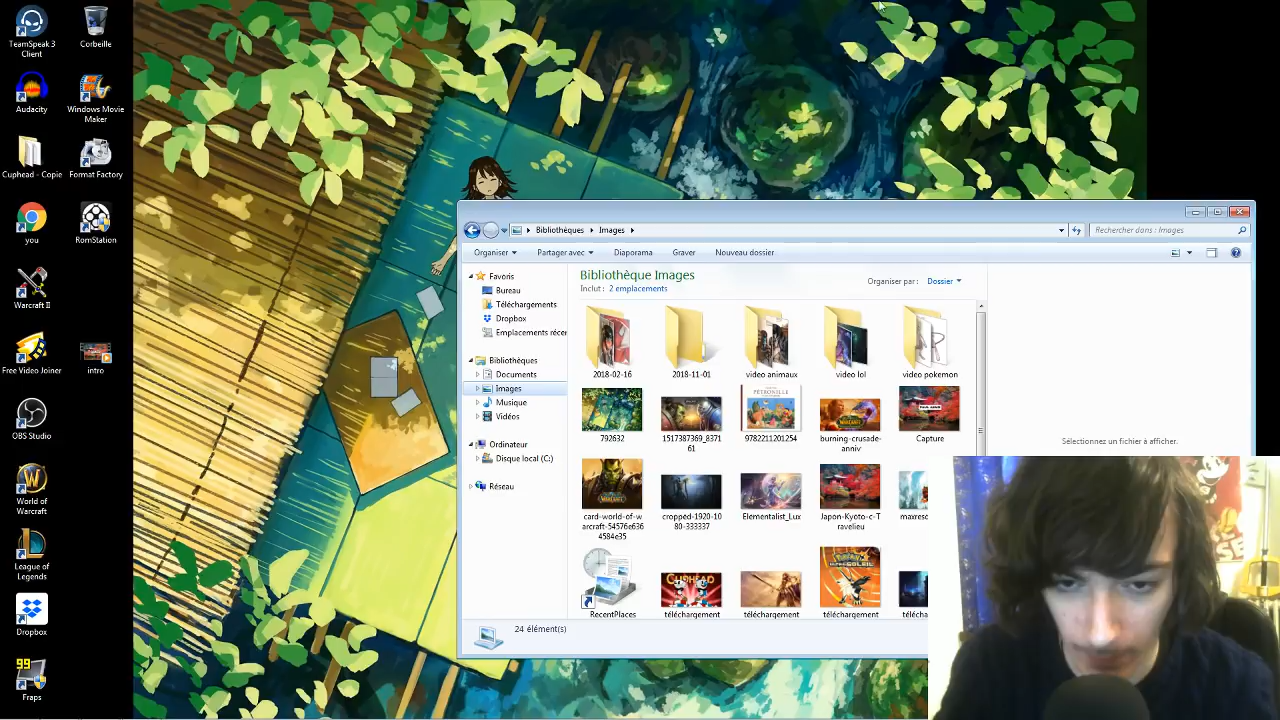 TeamSpeak 3
Client
Corbeille
Audacity
Windows Movie
Maker
Cuphead - Copie
Format Factory
you
RomStation
Warcraft II
Free Video Joiner
intro
OBS Studio
World of
Warcraft
League of
Legends
Dropbox
99
Fraps
Bibliothèques
Images
Rechercher dans : Images
Organiser
Partager avec
Diaporama
Graver
Nouveau dossier
Favoris
Bureau
Téléchargements
Dropbox
Emplacements récen
Bibliothèques
Documents
Images
Musique
Vidéos
Ordinateur
Disque local (C:)
Réseau
Bibliothèque Images
Inclut : 2 emplacements
Organiser par : Dossier
2018-02-16
2018-11-01
video animaux
video lol
video pokemon
792632
1517387369_8371
61
PÉTRONILLE
9782211201254
burning-crusade-
anniv
Capture
card-world-of-w
arcraft-54576e636
4584e35
cropped-1920-10
80-333337
Elementalist_Lux
Japon-Kyoto-c-T
ravelieu
maxreso
RecentPlaces
CUPHEAD
téléchargement
téléchargement
téléchargement
télécha
Sélectionnez un fichier à afficher.
24 élément(s)